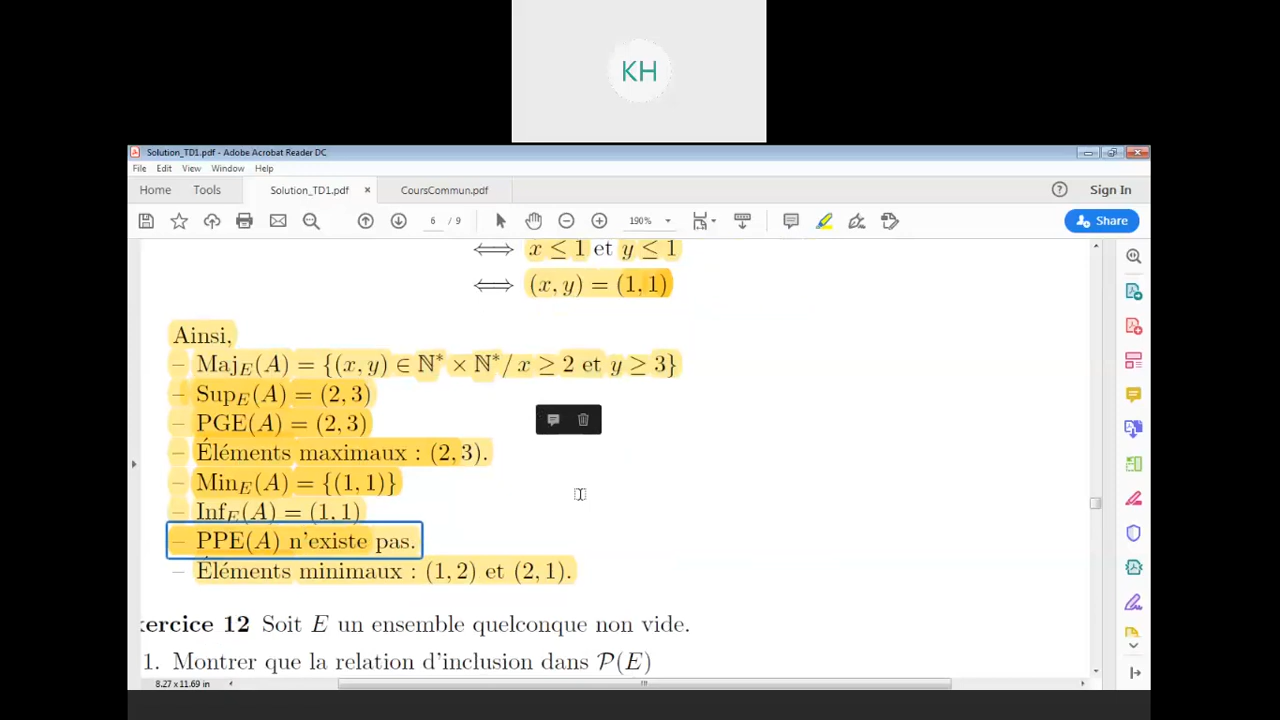 KH
Solution_TD1.pdf - Adobe Acrobat Reader DC
File Edit View Window Help
Home Tools Solution_TD1.pdf × CoursCommun.pdf Sign In
6 / 9 190% Share
⟺ x ≤ 1 et y ≤ 1
⟺ (x, y) = (1, 1)
Ainsi,
– Maj_E(A) = {(x, y) ∈ ℕ* × ℕ*/ x ≥ 2 et y ≥ 3}
– Sup_E(A) = (2, 3)
– PGE(A) = (2, 3)
– Éléments maximaux : (2, 3).
– Min_E(A) = {(1, 1)}
– Inf_E(A) = (1, 1)
– PPE(A) n'existe pas.
– Éléments minimaux : (1, 2) et (2, 1).
xercice 12 Soit E un ensemble quelconque non vide.
1. Montrer que la relation d'inclusion dans 𝒫(E)
8.27 x 11.69 in